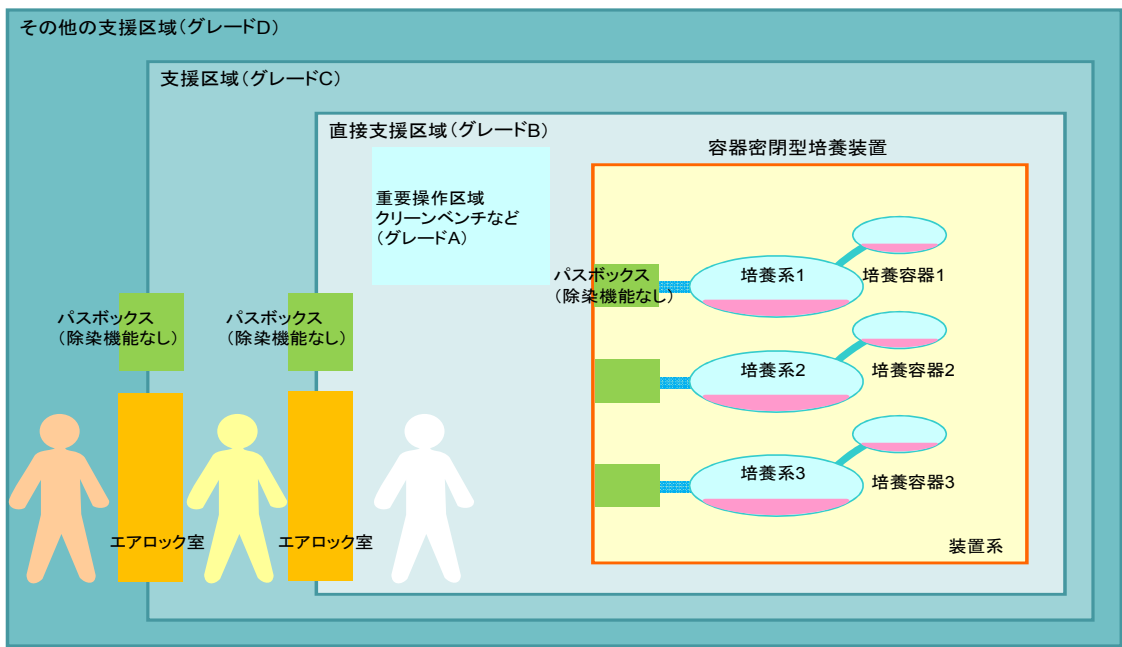 その他の支援区域(グレードD)
支援区域(グレードC)
直接支援区域(グレードB)
容器密閉型培養装置
重要操作区域
クリーンベンチなど
(グレードA)
パスボックス
(除染機能なし)
培養系1
培養容器1
パスボックス
(除染機能なし)
パスボックス
(除染機能なし)
培養系2
培養容器2
培養系3
培養容器3
エアロック室
エアロック室
装置系